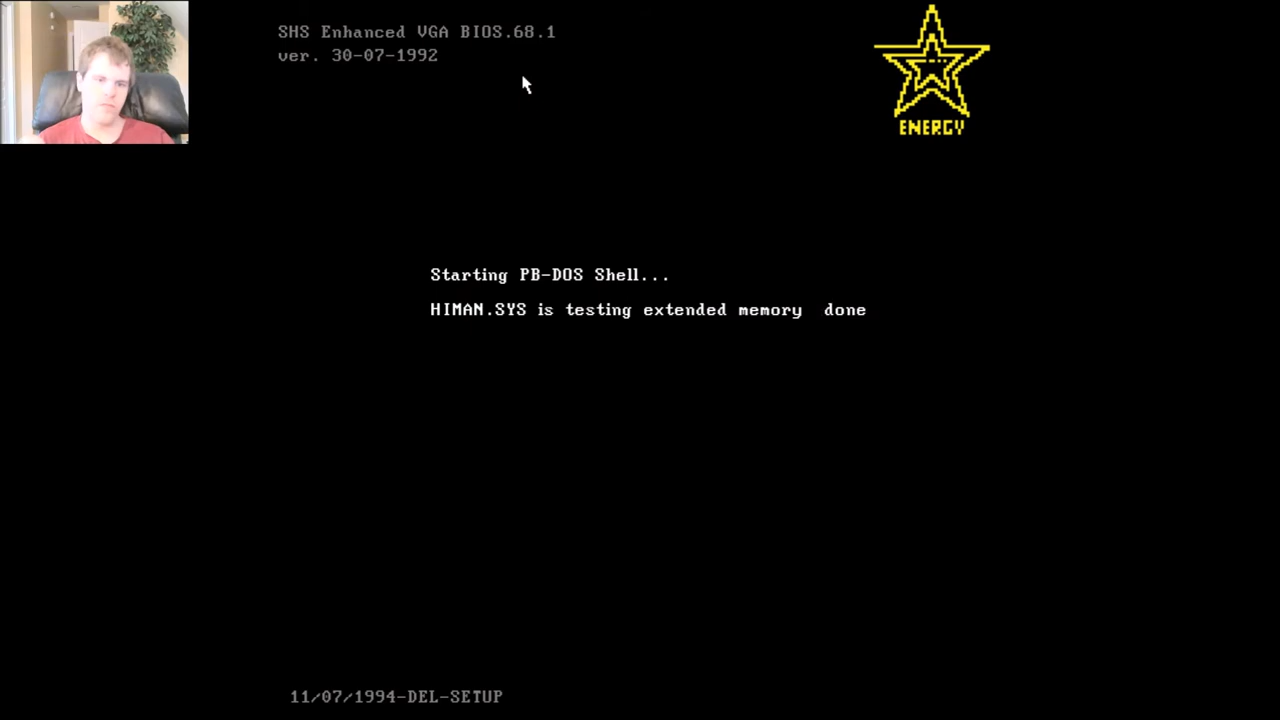 SHS Enhanced VGA BIOS.68.1
ver. 30-07-1992
ENERGY
Starting PB-DOS Shell...
HIMAN.SYS is testing extended memory  done
11/07/1994-DEL-SETUP